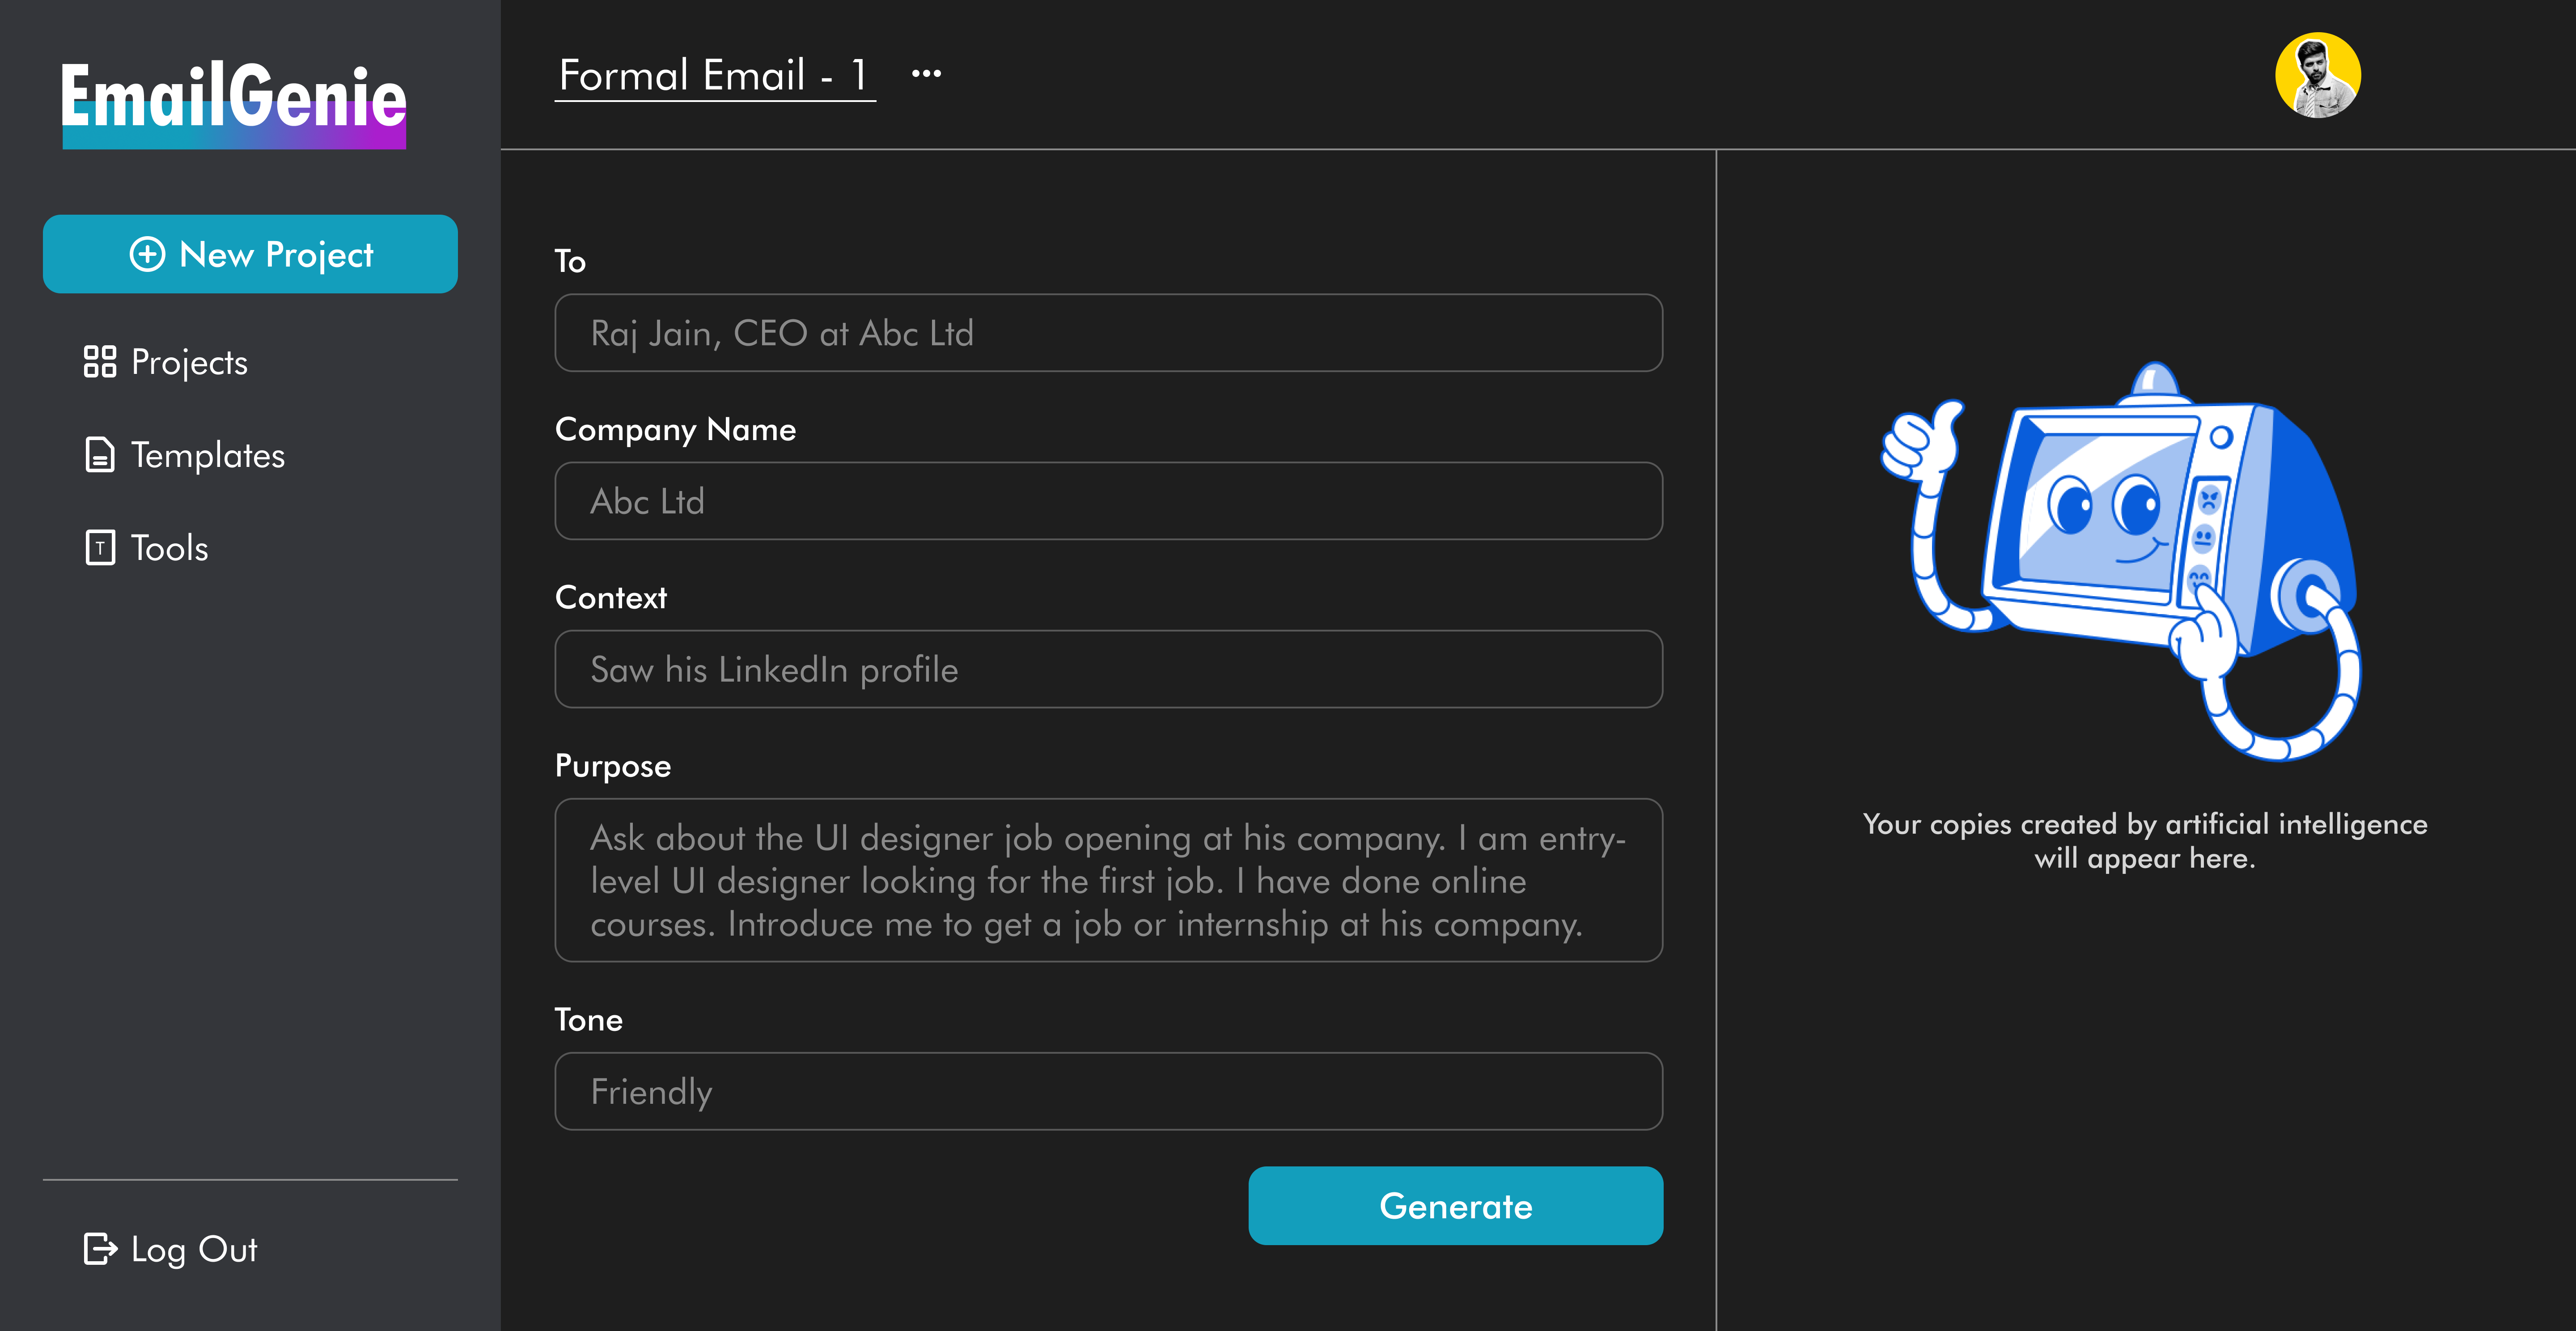 EmailGenie
New Project
Projects
Templates
T
Tools
Log Out
Formal Email - 1
To
Raj Jain, CEO at Abc Ltd
Company Name
Abc Ltd
Context
Saw his LinkedIn profile
Purpose
Ask about the UI designer job opening at his company. I am entry-
level UI designer looking for the first job. I have done online
courses. Introduce me to get a job or internship at his company.
Tone
Friendly
Generate
Your copies created by artificial intelligence
will appear here.